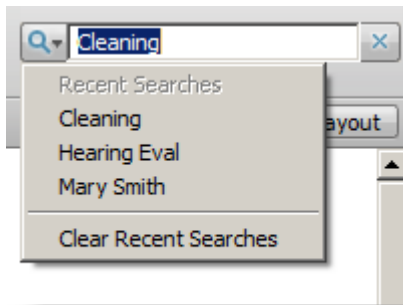 Cleaning
Recent Searches
Cleaning
ayout
Hearing Eval
Mary Smith
Clear Recent Searches